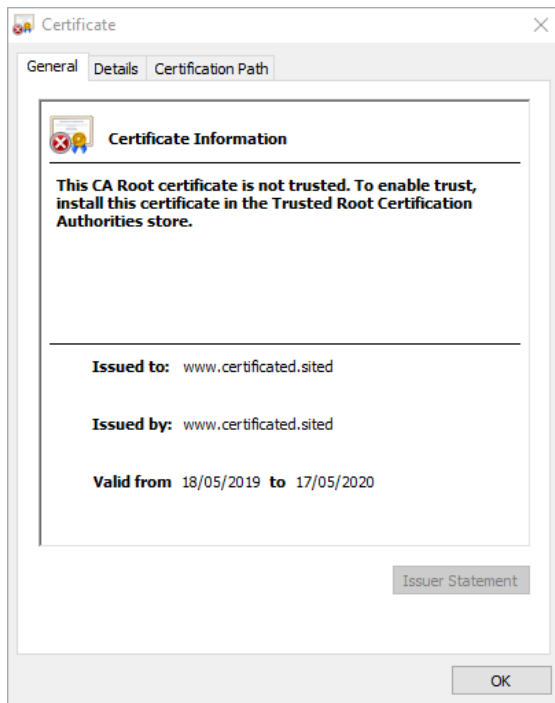 Certificate
General Details Certification Path
Certificate Information
This CA Root certificate is not trusted. To enable trust,
install this certificate in the Trusted Root Certification
Authorities store.
Issued to: www.certificated.sited
Issued by: www.certificated.sited
Valid from 18/05/2019 to 17/05/2020
Issuer Statement
OK